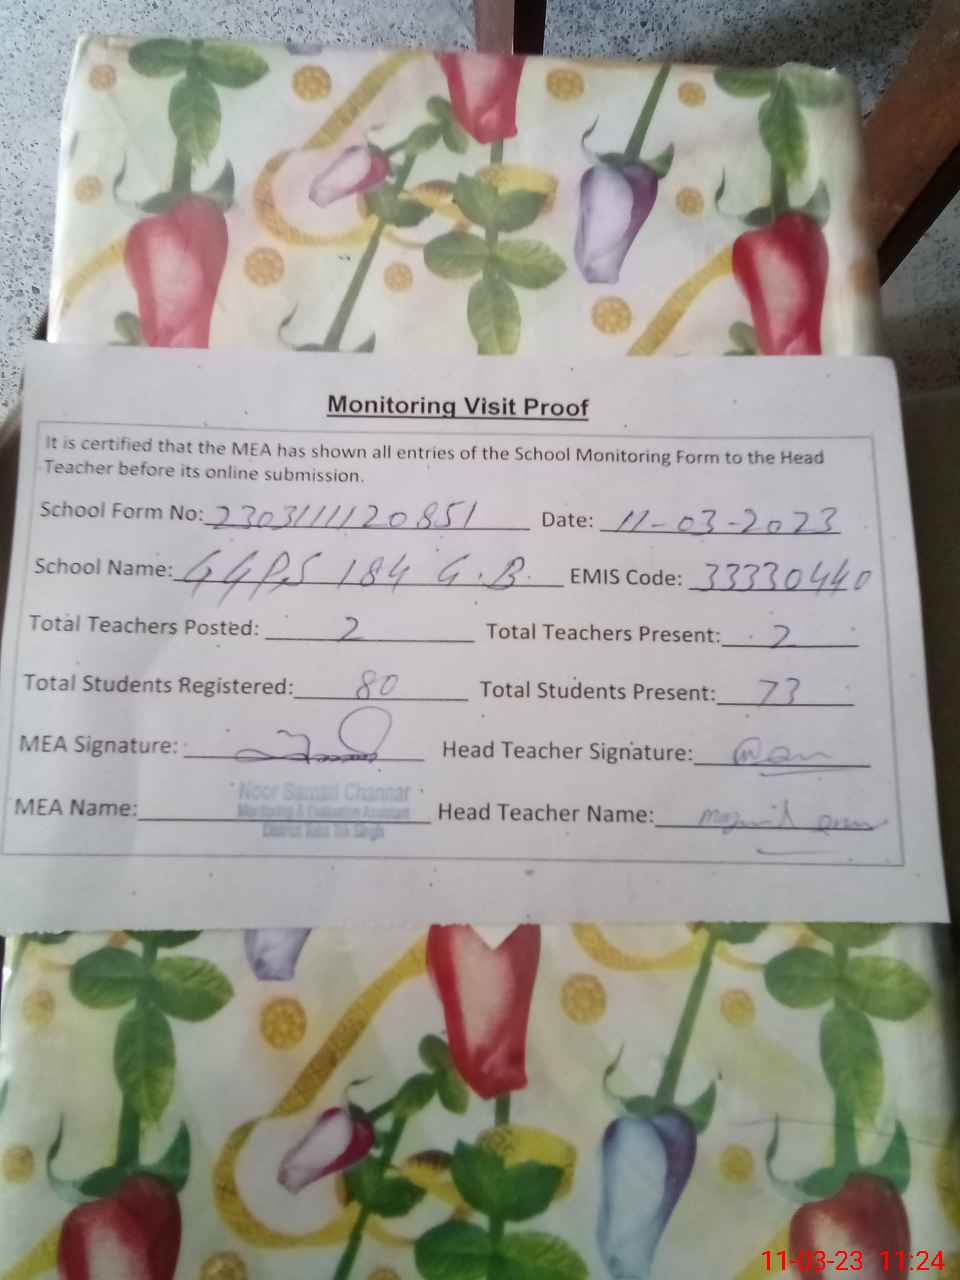 Monitoring Visit Proof
It is certified that the MEA has shown all entries of the School Monitoring Form to the Head
Teacher before its online submission.
School Form No: 230311120851 Date: 11-03-2023
School Name: GGPS 184 G.B. EMIS Code: 33330440
Total Teachers Posted: 2 Total Teachers Present: 2
Total Students Registered: 80 Total Students Present: 73
MEA Signature: Head Teacher Signature:
MEA Name: Noor Samad Channar Head Teacher Name:
Monitoring & Evaluation Assistant
District Toba Tek Singh
11-03-23 11:24